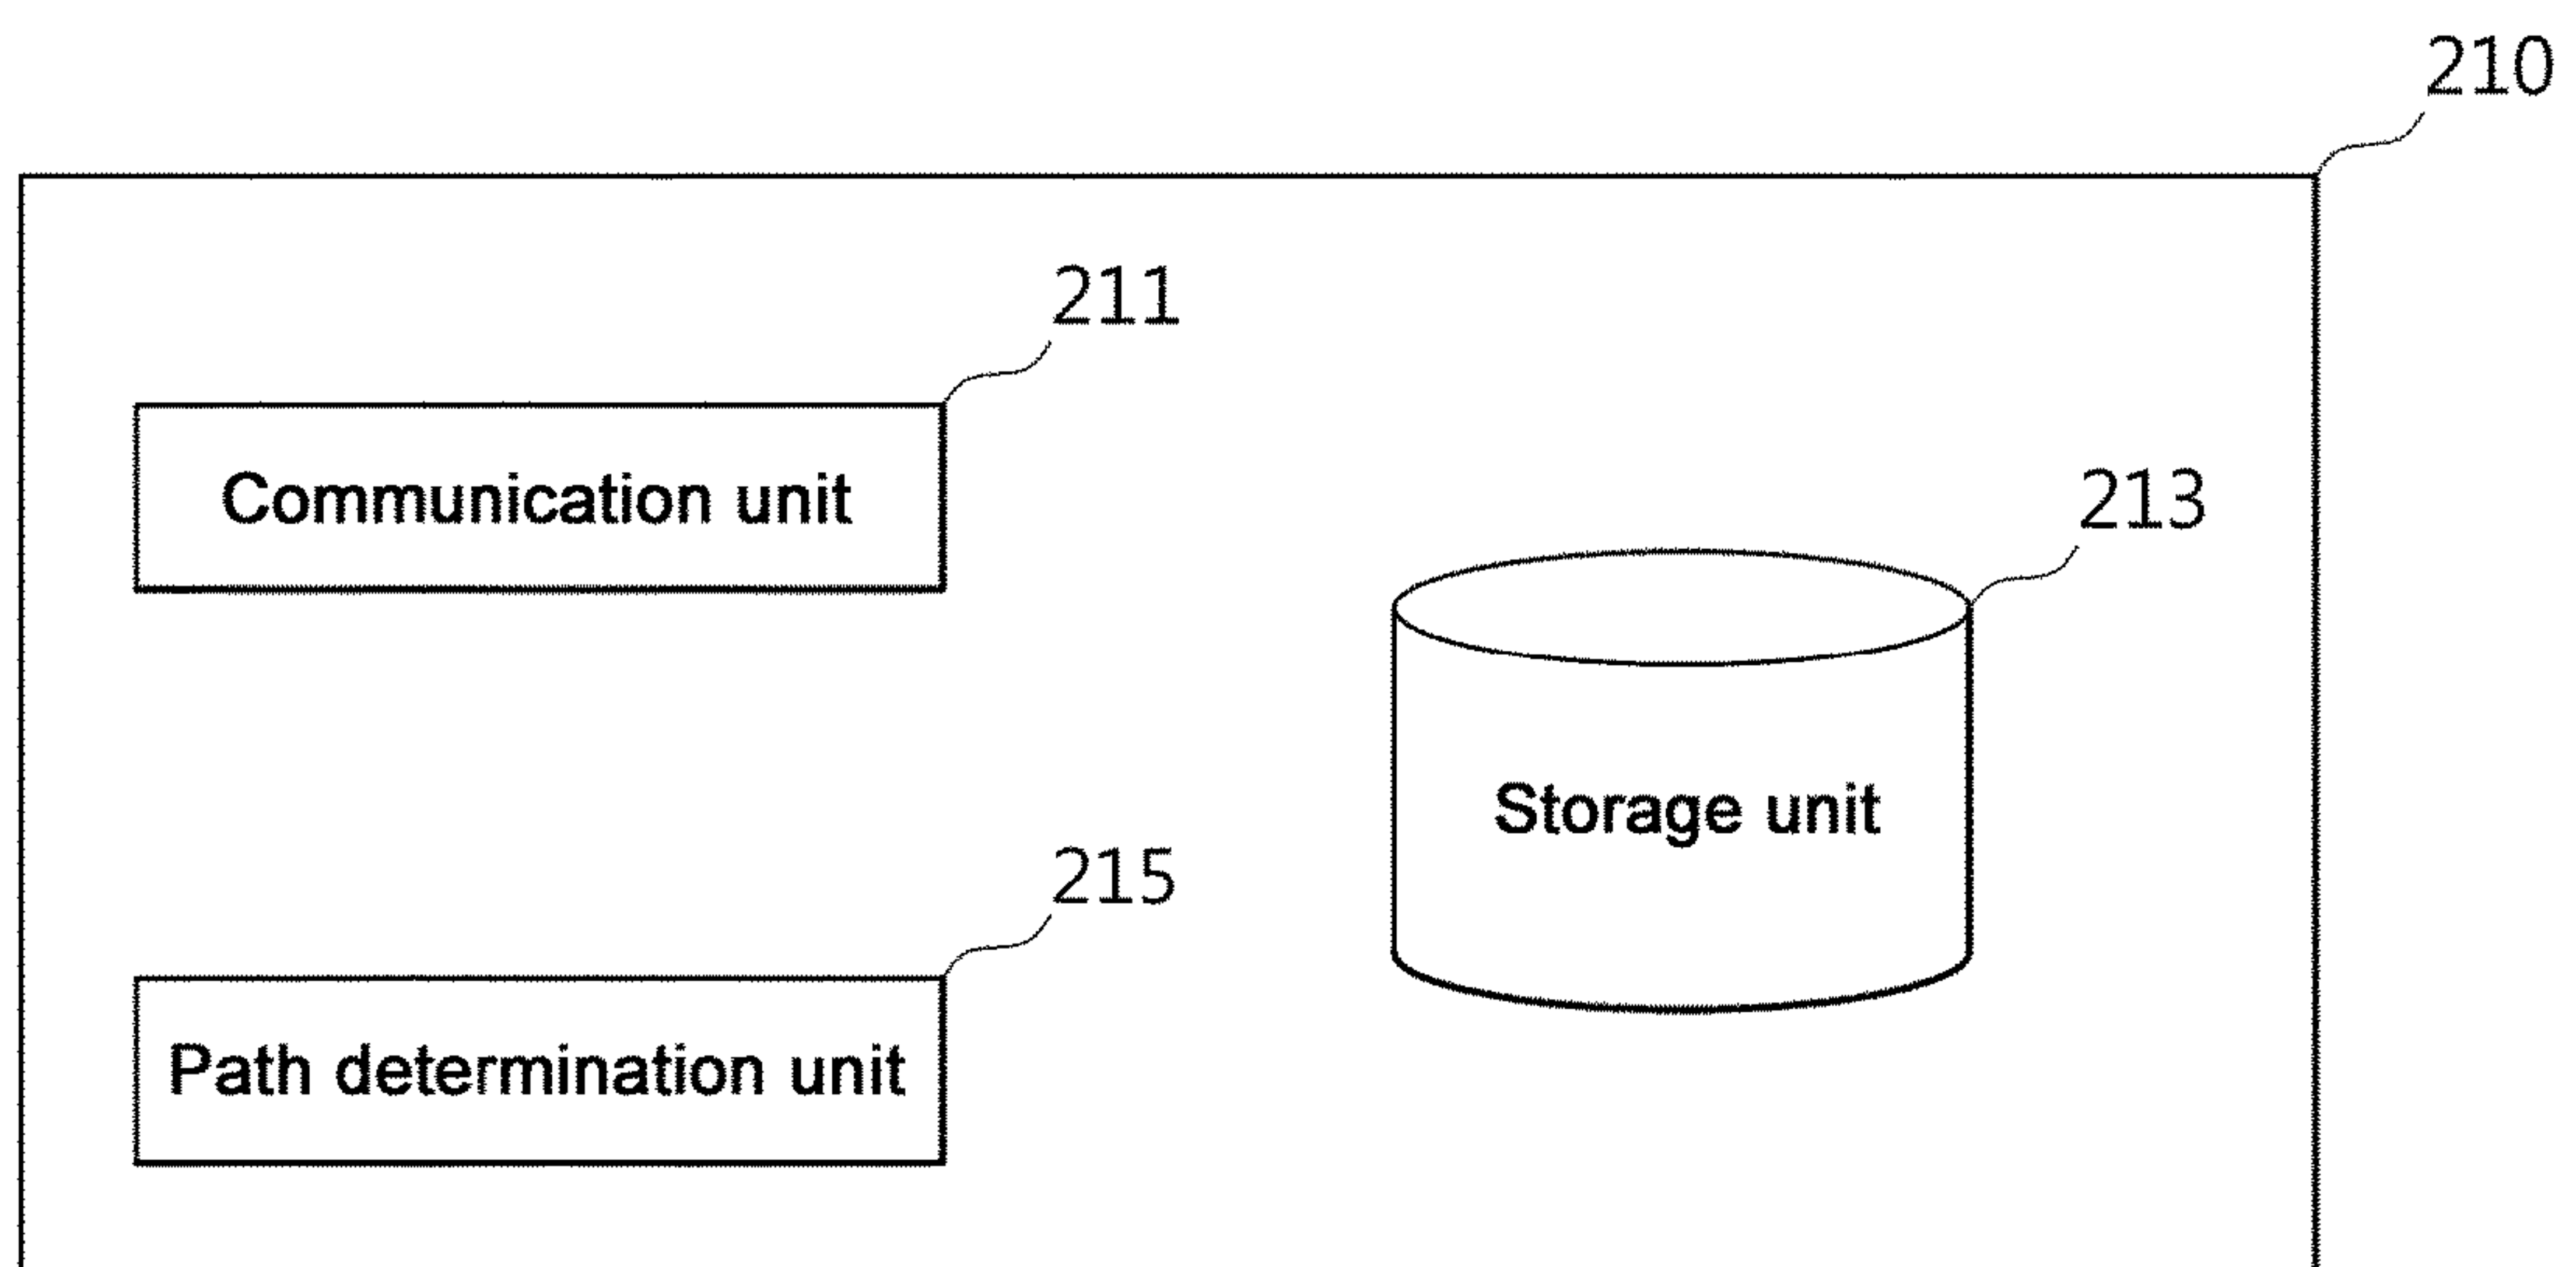 210
211
Communication unit
213
Storage unit
215
Path determination unit